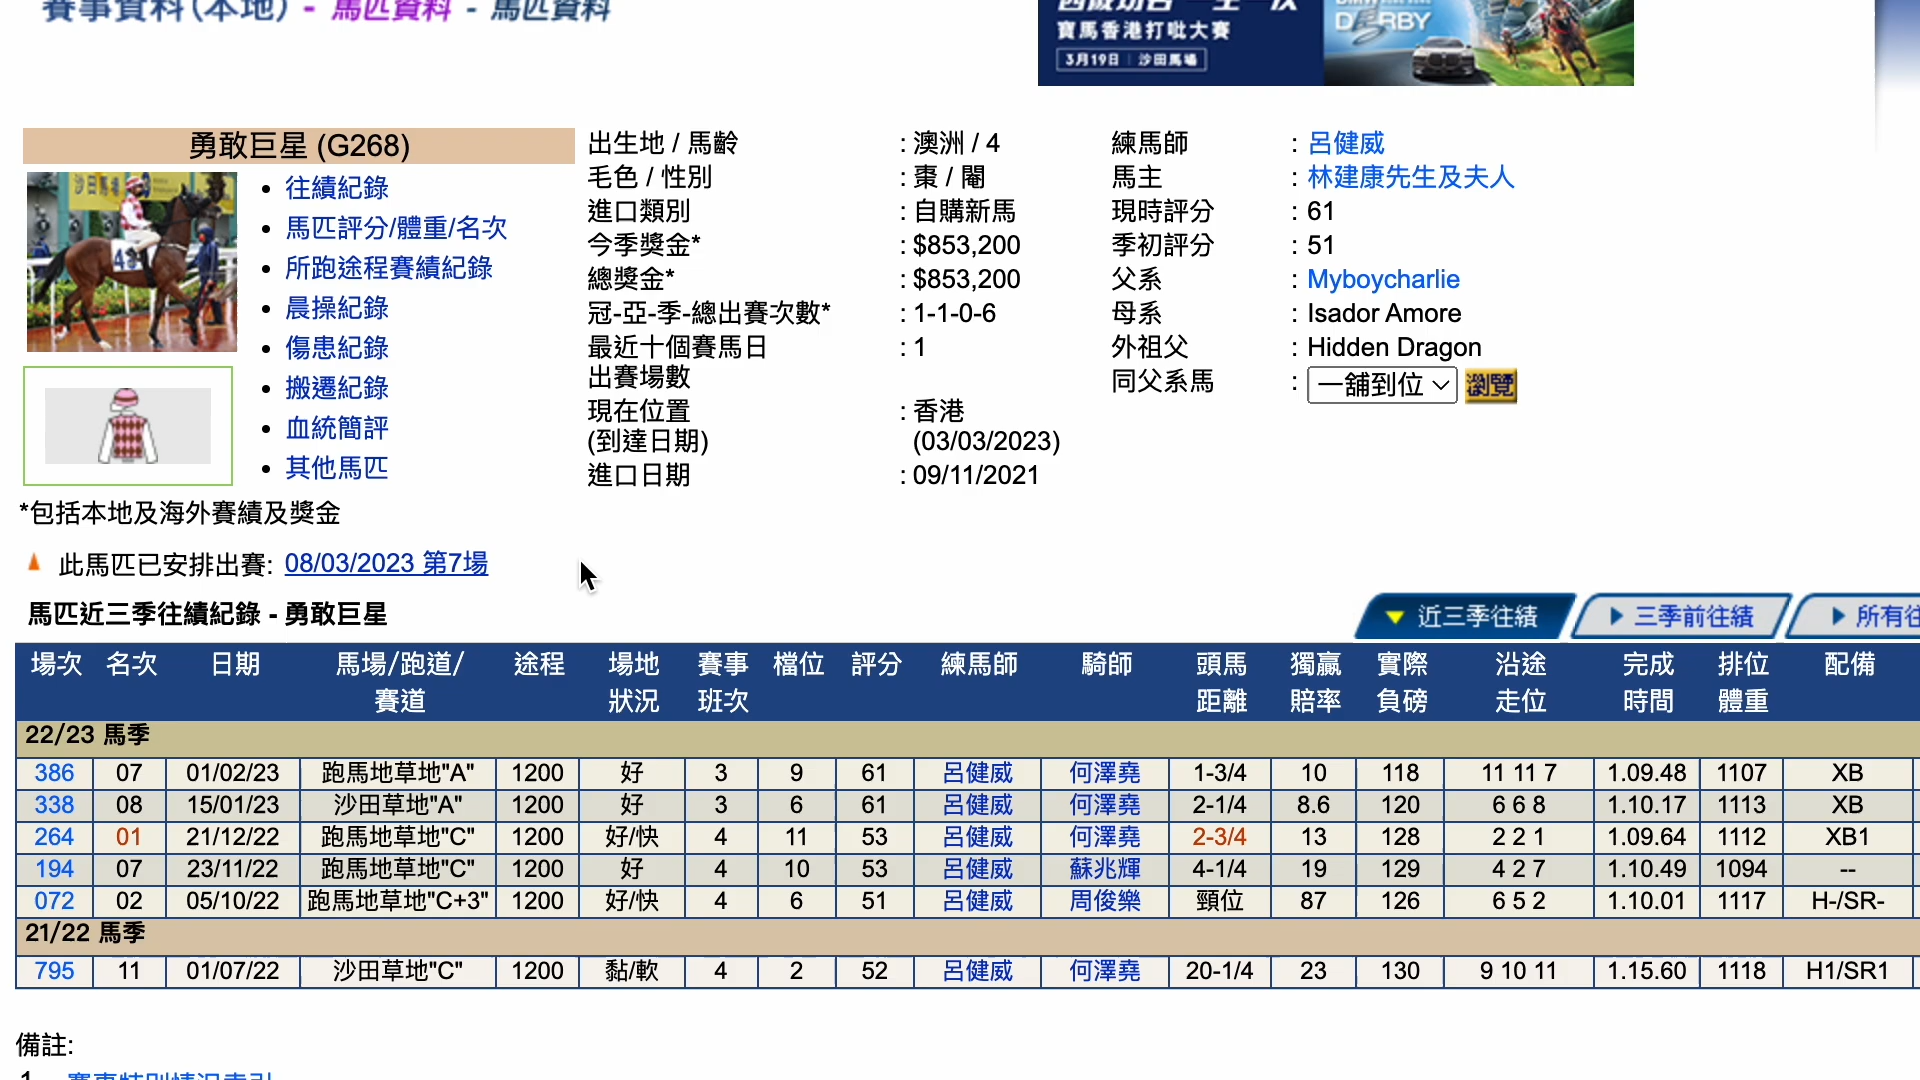 賽事資料(本地) - 馬匹資料 - 馬匹資料
寶馬香港打吡大賽
3月19日 沙田馬場
DERBY
勇敢巨星 (G268)
往績紀錄
馬匹評分/體重/名次
所跑途程賽績紀錄
晨操紀錄
傷患紀錄
搬遷紀錄
血統簡評
其他馬匹
出生地 / 馬齡 : 澳洲 / 4
毛色 / 性別 : 棗 / 閹
進口類別 : 自購新馬
今季獎金* : $853,200
總獎金* : $853,200
冠-亞-季-總出賽次數* : 1-1-0-6
最近十個賽馬日 : 1
出賽場數
現在位置 : 香港
(到達日期) (03/03/2023)
進口日期 : 09/11/2021
練馬師 : 呂健威
馬主 : 林建康先生及夫人
現時評分 : 61
季初評分 : 51
父系 : Myboycharlie
母系 : Isador Amore
外祖父 : Hidden Dragon
同父系馬 : 一舖到位 瀏覽
*包括本地及海外賽績及獎金
此馬匹已安排出賽: 08/03/2023 第7場
馬匹近三季往績紀錄 - 勇敢巨星
近三季往績 三季前往績 所有往
場次 名次 日期 馬場/跑道/賽道 途程 場地狀況 賽事班次 檔位 評分 練馬師 騎師 頭馬距離 獨贏賠率 實際負磅 沿途走位 完成時間 排位體重 配備
22/23 馬季
386 07 01/02/23 跑馬地草地"A" 1200 好 3 9 61 呂健威 何澤堯 1-3/4 10 118 11 11 7 1.09.48 1107 XB
338 08 15/01/23 沙田草地"A" 1200 好 3 6 61 呂健威 何澤堯 2-1/4 8.6 120 6 6 8 1.10.17 1113 XB
264 01 21/12/22 跑馬地草地"C" 1200 好/快 4 11 53 呂健威 何澤堯 2-3/4 13 128 2 2 1 1.09.64 1112 XB1
194 07 23/11/22 跑馬地草地"C" 1200 好 4 10 53 呂健威 蘇兆輝 4-1/4 19 129 4 2 7 1.10.49 1094 --
072 02 05/10/22 跑馬地草地"C+3" 1200 好/快 4 6 51 呂健威 周俊樂 頸位 87 126 6 5 2 1.10.01 1117 H-/SR-
21/22 馬季
795 11 01/07/22 沙田草地"C" 1200 黏/軟 4 2 52 呂健威 何澤堯 20-1/4 23 130 9 10 11 1.15.60 1118 H1/SR1
備註:
1. 賽事特別情況索引